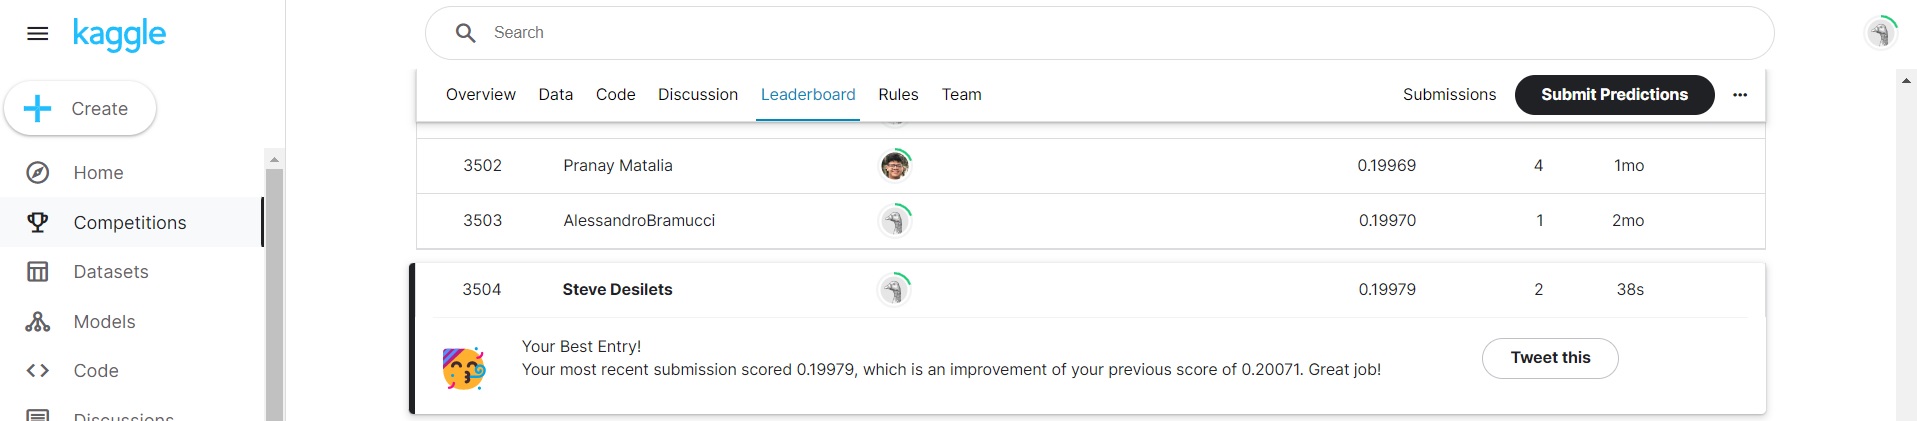 kaggle
Search
Create
Overview Data Code Discussion Leaderboard Rules Team Submissions Submit Predictions
Home
Competitions
Datasets
Models
Code
Discussions
3502 Pranay Matalia 0.19969 4 1mo
3503 AlessandroBramucci 0.19970 1 2mo
3504 Steve Desilets 0.19979 2 38s
Your Best Entry!
Your most recent submission scored 0.19979, which is an improvement of your previous score of 0.20071. Great job!
Tweet this